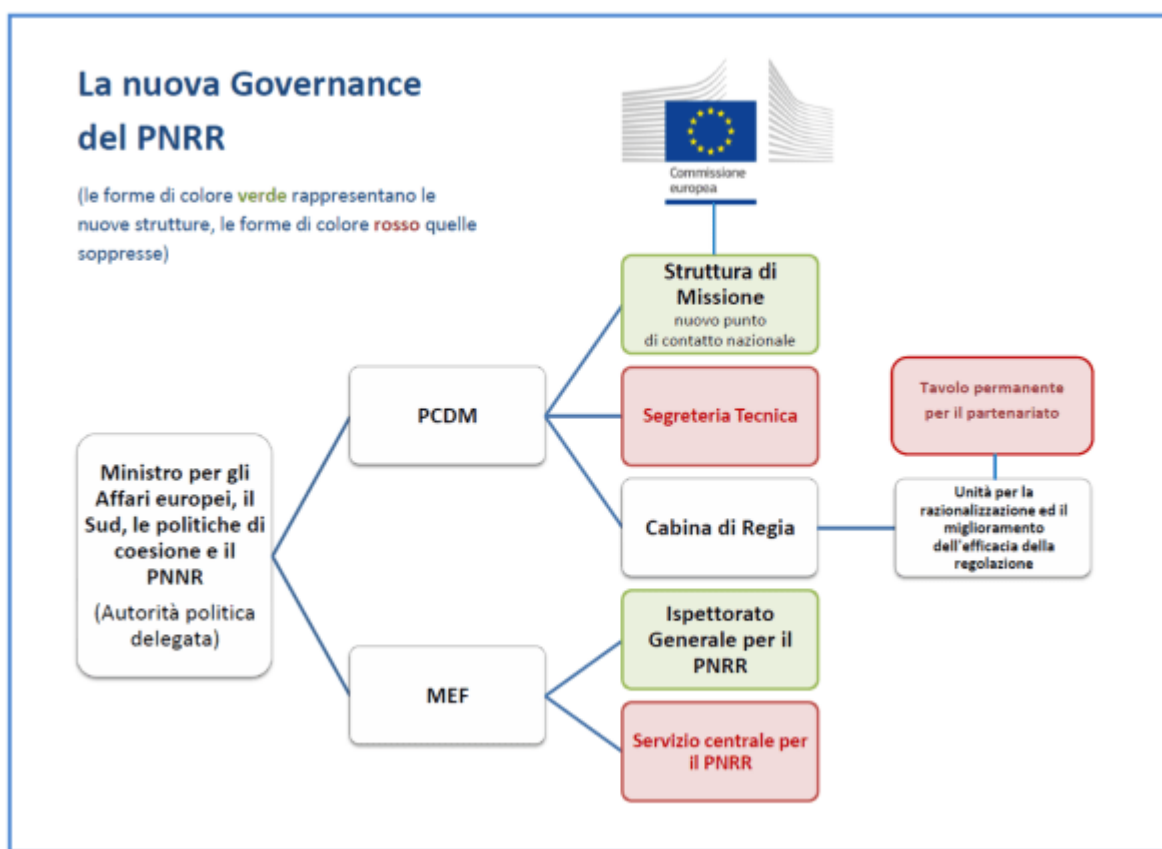 La nuova Governance
del PNRR
(le forme di colore verde rappresentano le
nuove strutture, le forme di colore rosso quelle
soppresse)
Commissione
europea
Struttura di
Missione
nuovo punto
di contatto nazionale
PCDM
Segreteria Tecnica
Tavolo permanente
per il partenariato
Ministro per gli
Affari europei, il
Sud, le politiche di
coesione e il
PNNR
(Autorità politica
delegata)
Cabina di Regia
Unità per la
razionalizzazione ed il
miglioramento
dell'efficacia della
regolazione
Ispettorato
Generale per il
PNRR
MEF
Servizio centrale per
il PNRR